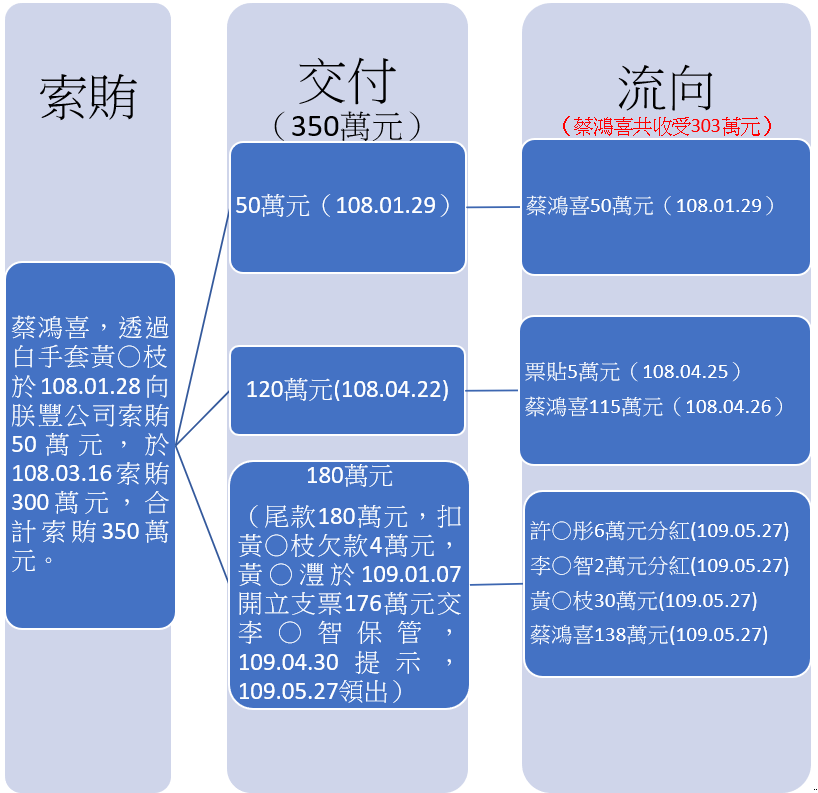 索賄
蔡鴻喜，透過
白手套黃〇枝
於108.01.28向
朕豐公司索賄
50萬元，於
108.03.16索賄
300萬元，合
計索賄350萬
元。
交付
（350萬元）
50萬元（108.01.29）
120萬元(108.04.22)
180萬元
（尾款180萬元，扣
黃〇枝欠款4萬元，
黃〇灃於109.01.07
開立支票176萬元交
李〇智保管，
109.04.30提示，
109.05.27領出）
流向
（蔡鴻喜共收受303萬元）
蔡鴻喜50萬元（108.01.29）
票貼5萬元（108.04.25）
蔡鴻喜115萬元（108.04.26）
許〇彤6萬元分紅(109.05.27)
李〇智2萬元分紅(109.05.27)
黃〇枝30萬元(109.05.27)
蔡鴻喜138萬元(109.05.27)